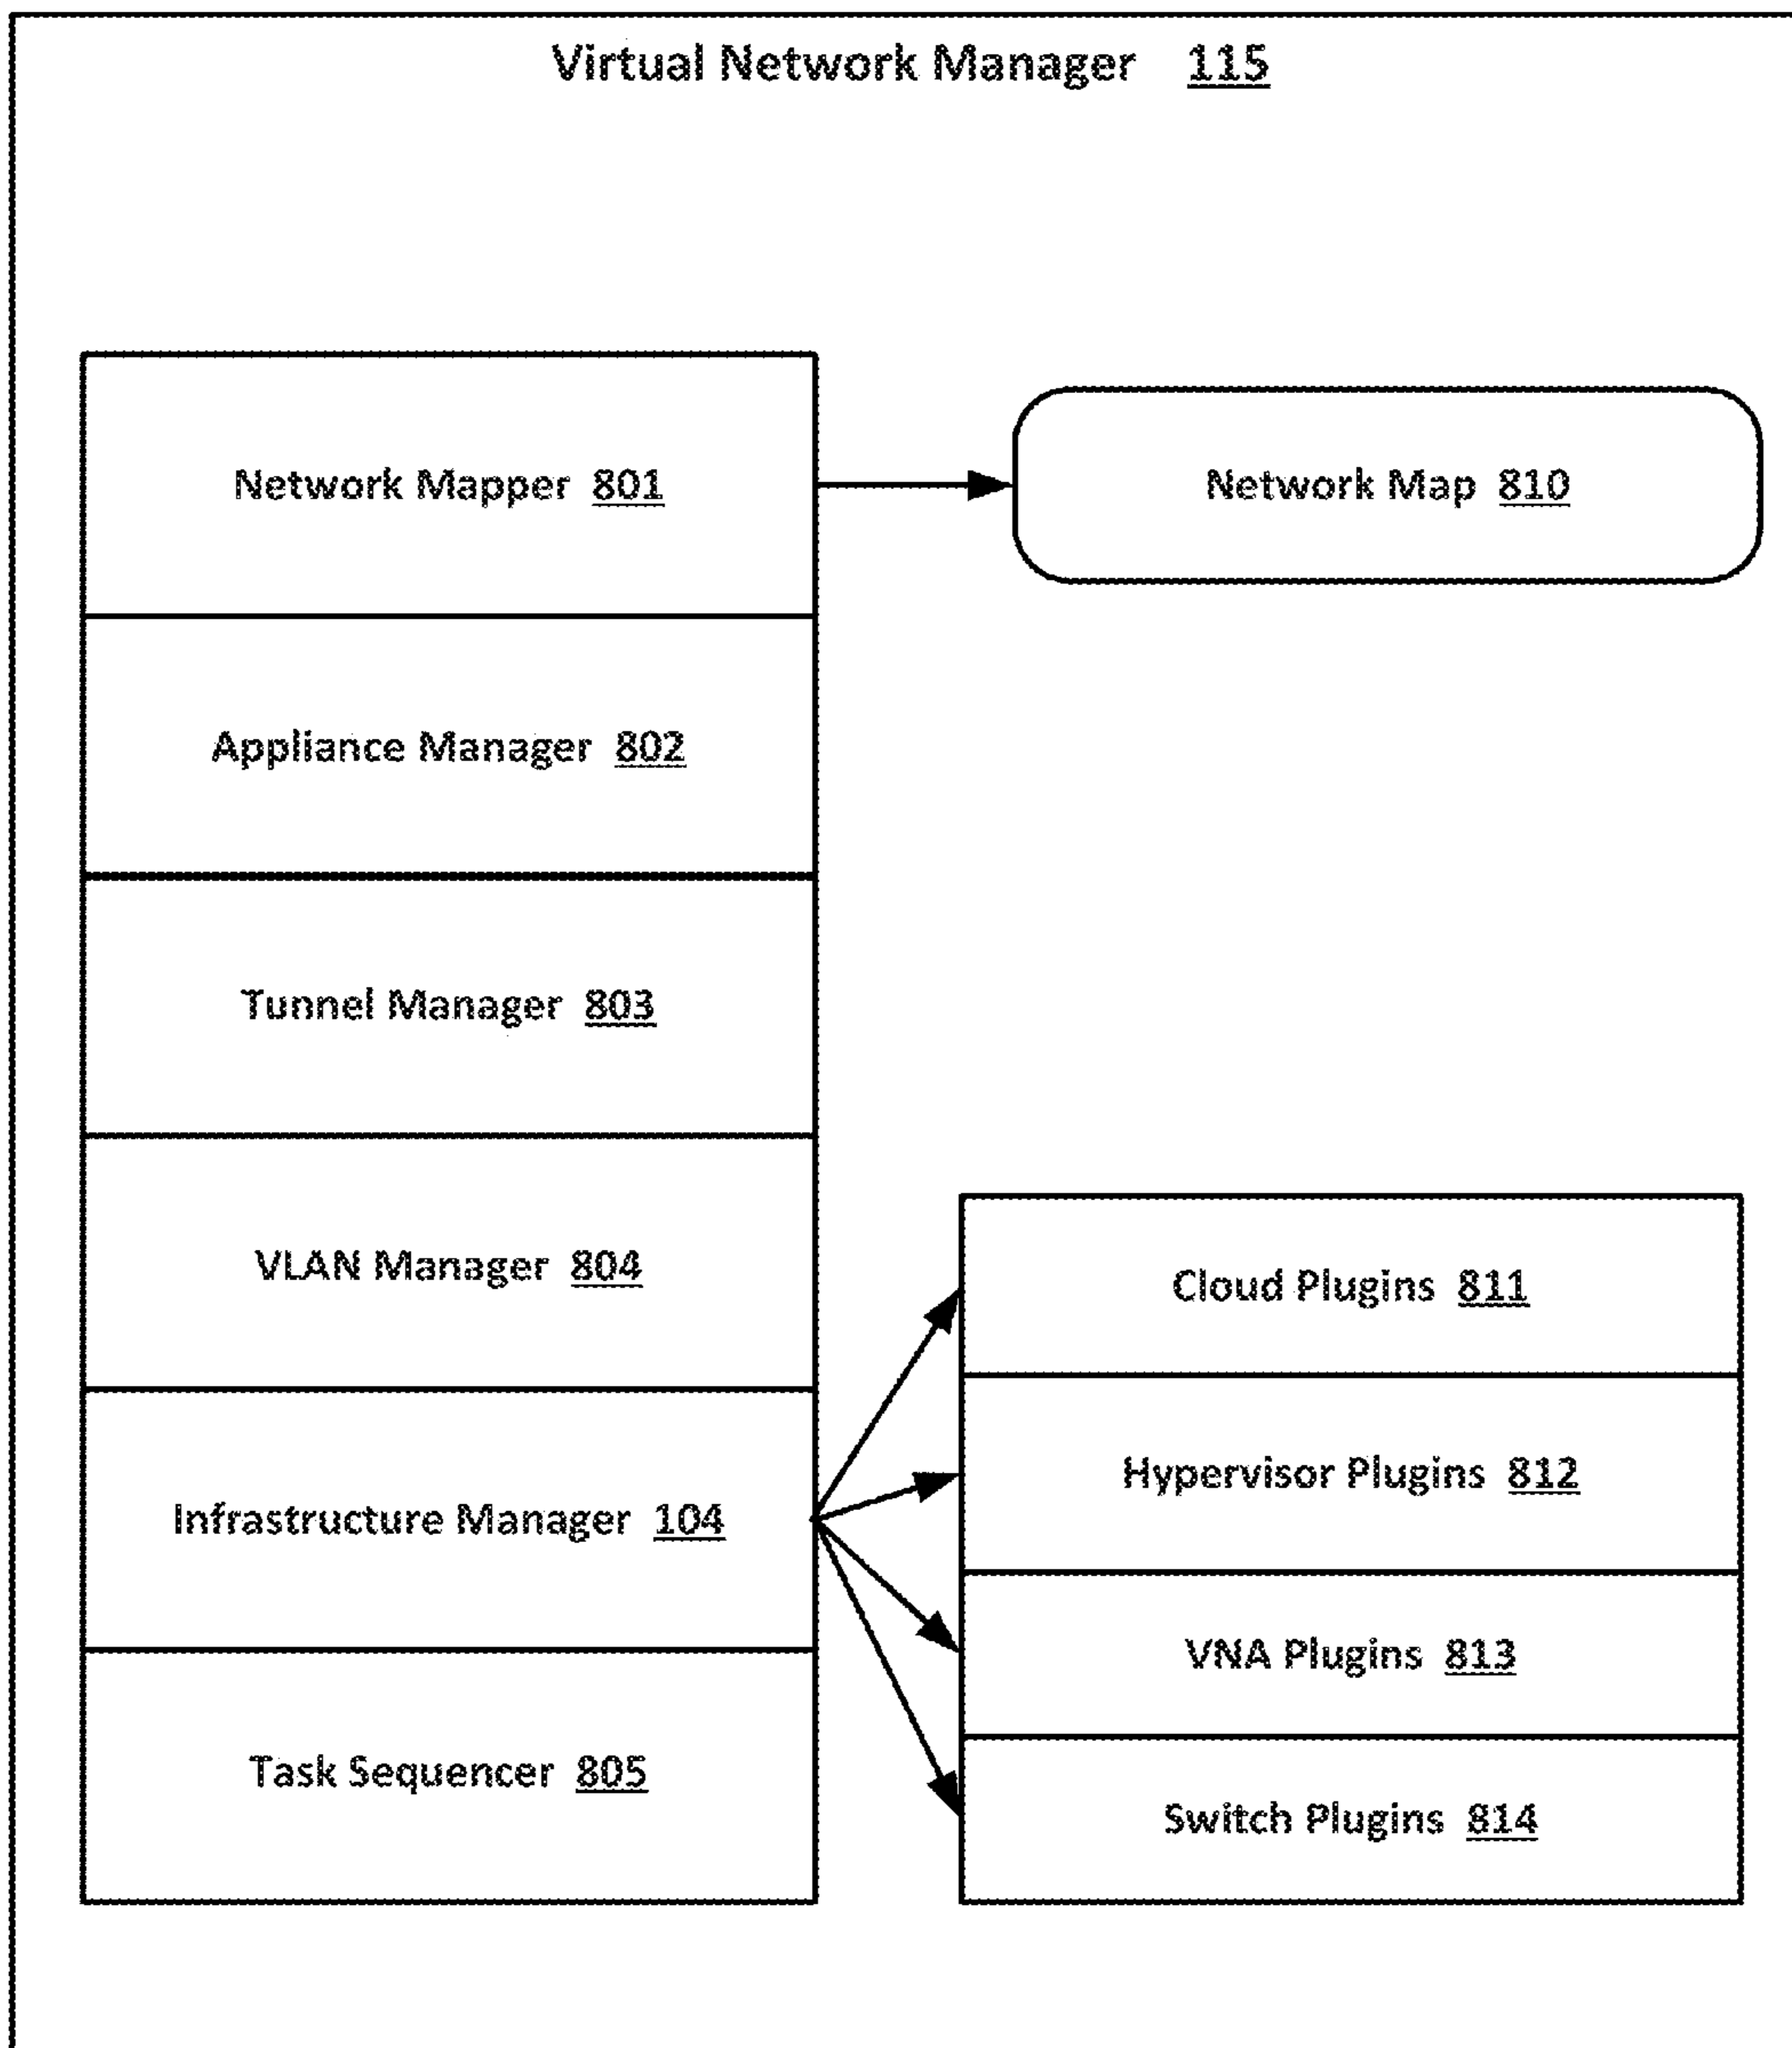 Virtual Network Manager 115
Network Mapper 801
Network Map 810
Appliance Manager 802
Tunnel Manager 803
VLAN Manager 804
Infrastructure Manager 104
Task Sequencer 805
Cloud Plugins 811
Hypervisor Plugins 812
VNA Plugins 813
Switch Plugins 814